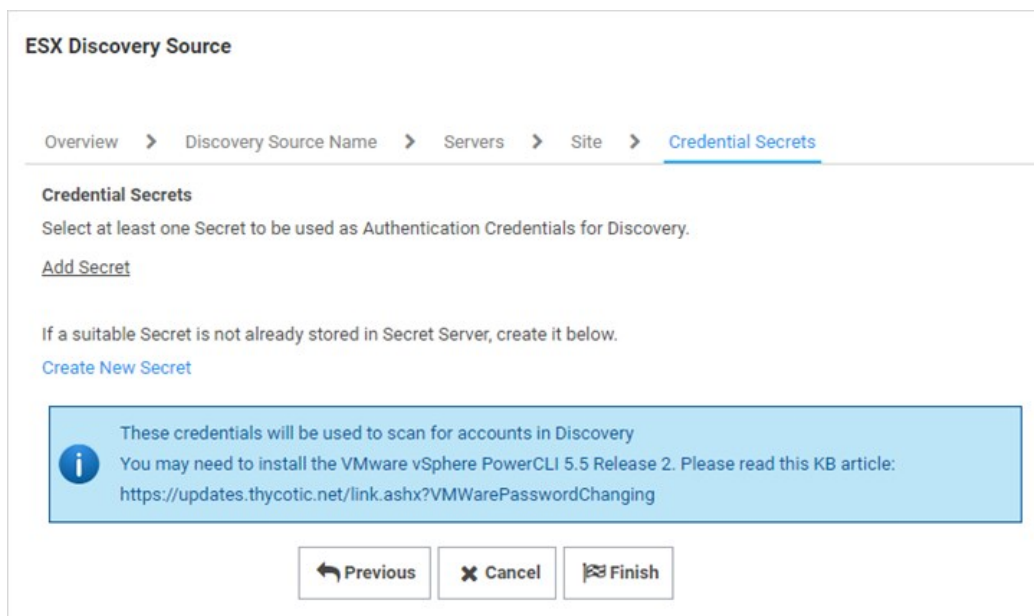 ESX Discovery Source
Overview > Discovery Source Name > Servers > Site > Credential Secrets
Credential Secrets
Select at least one Secret to be used as Authentication Credentials for Discovery.
Add Secret
If a suitable Secret is not already stored in Secret Server, create it below.
Create New Secret
These credentials will be used to scan for accounts in Discovery
You may need to install the VMware vSphere PowerCLI 5.5 Release 2. Please read this KB article:
https://updates.thycotic.net/link.ashx?VMWarePasswordChanging
Previous Cancel Finish